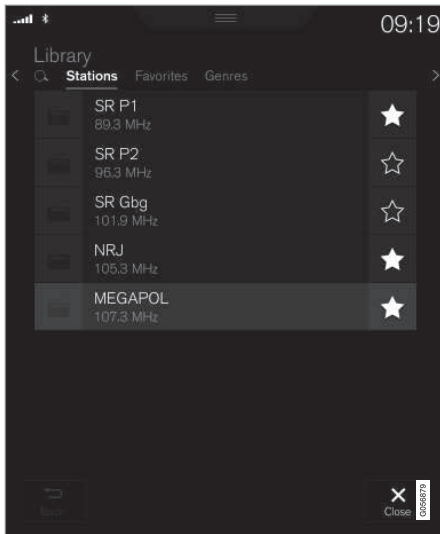 09:19
Library
Stations Favorites Genres
SR P1
89.3 MHz
SR P2
96.3 MHz
SR Gbg
101.9 MHz
NRJ
105.3 MHz
MEGAPOL
107.3 MHz
Close
G056879